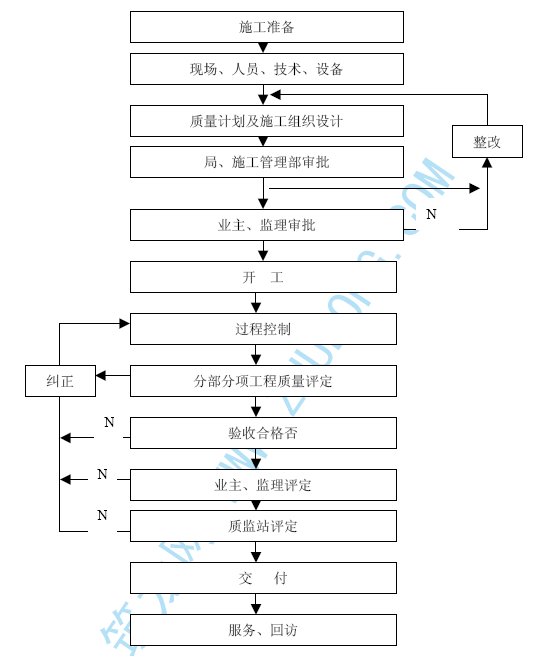 施工准备
现场、人员、技术、设备
质量计划及施工组织设计
整改
局、施工管理部审批
N
业主、监理审批
开 工
过程控制
纠正
分部分项工程质量评定
N
验收合格否
N
业主、监理评定
N
质监站评定
交 付
服务、回访